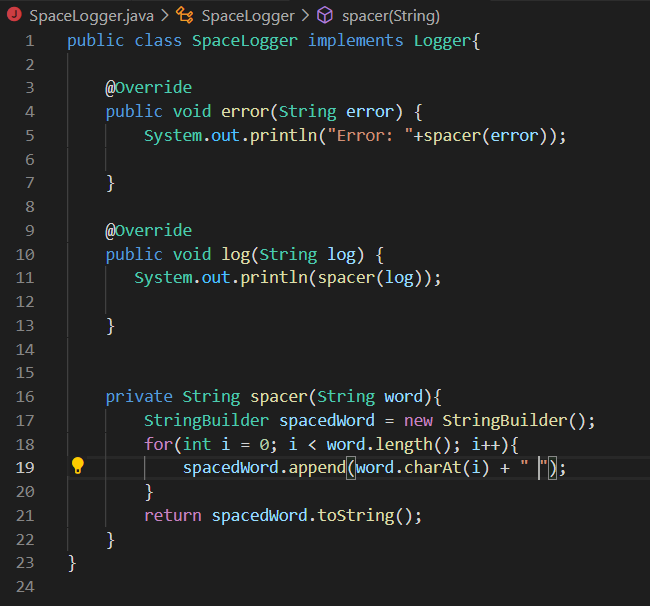 SpaceLogger.java > SpaceLogger > spacer(String)
1 public class SpaceLogger implements Logger{
2
3     @Override
4     public void error(String error) {
5         System.out.println("Error: "+spacer(error));
6
7     }
8
9     @Override
10     public void log(String log) {
11        System.out.println(spacer(log));
12
13     }
14
15
16     private String spacer(String word){
17         StringBuilder spacedWord = new StringBuilder();
18         for(int i = 0; i < word.length(); i++){
19             spacedWord.append(word.charAt(i) + " ");
20         }
21         return spacedWord.toString();
22     }
23 }
24